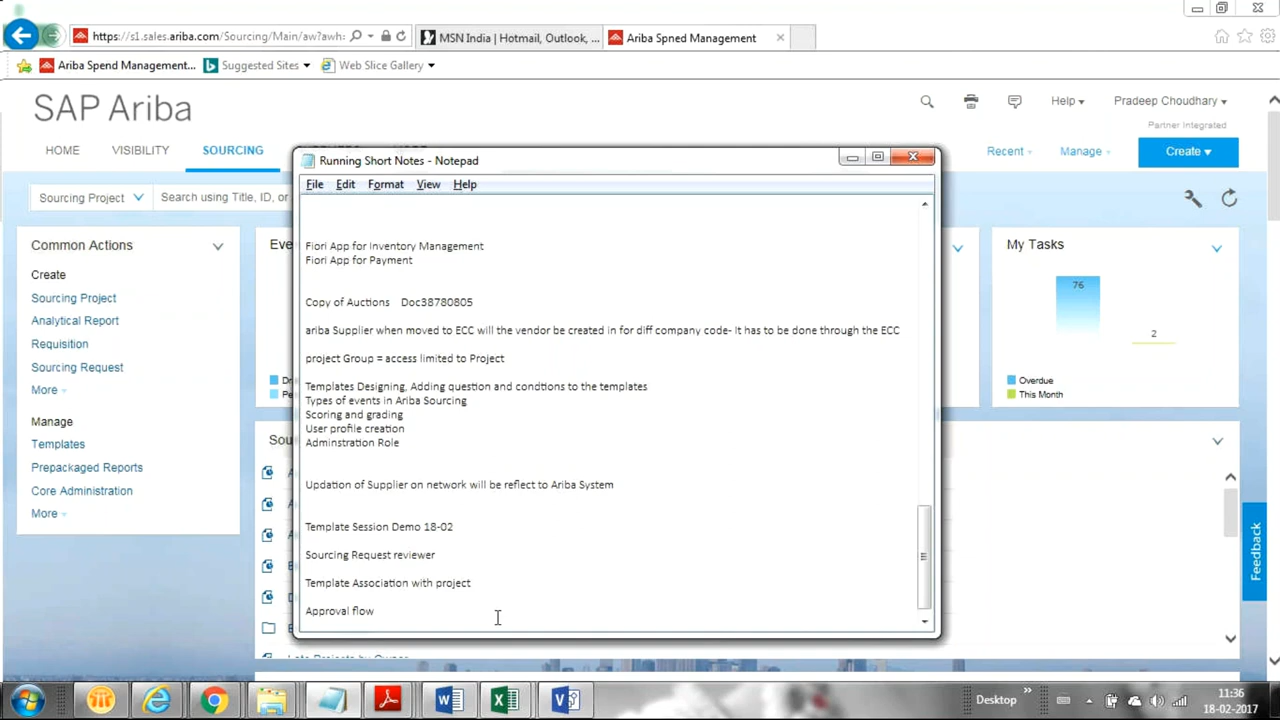 https://s1.sales.ariba.com/Sourcing/Main/aw?awh:
MSN India | Hotmail, Outlook, ...
Ariba Spned Management
Ariba Spend Management...
Suggested Sites
Web Slice Gallery
SAP Ariba
Help
Pradeep Choudhary
Partner Integrated
HOME
VISIBILITY
SOURCING
Recent
Manage
Create
Sourcing Project
Search using Title, ID, or
Common Actions
Create
Sourcing Project
Analytical Report
Requisition
Sourcing Request
More
Manage
Templates
Prepackaged Reports
Core Administration
More
My Tasks
76
2
Overdue
This Month
Feedback
Running Short Notes - Notepad
File Edit Format View Help
Fiori App for Inventory Management
Fiori App for Payment
Copy of Auctions Doc38780805
ariba Supplier when moved to ECC will the vendor be created in for diff company code- It has to be done through the ECC
project Group = access limited to Project
Templates Designing, Adding question and condtions to the templates
Types of events in Ariba Sourcing
Scoring and grading
User profile creation
Adminstration Role
Updation of Supplier on network will be reflect to Ariba System
Template Session Demo 18-02
Sourcing Request reviewer
Template Association with project
Approval flow
Desktop
11:36
18-02-2017